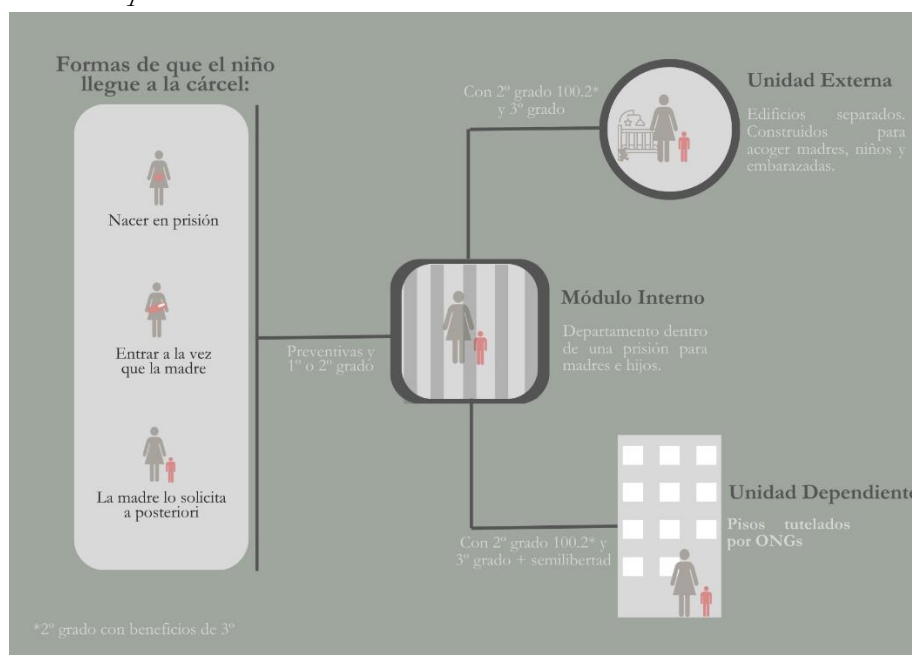 Formas de que el niño
llegue a la cárcel:
Nacer en prisión
Entrar a la vez
que la madre
La madre lo solicita
a posteriori
Preventivas y
1º o 2º grado
Con 2º grado 100.2*
y 3º grado
Unidad Externa
Edificios separados.
Construidos para
acoger madres, niños y
embarazadas.
Módulo Interno
Departamento dentro
de una prisión para
madres e hijos.
Con 2º grado 100.2* y
3º grado + semilibertad
Unidad Dependiente
Pisos tutelados
por ONGs
*2º grado con beneficios de 3º